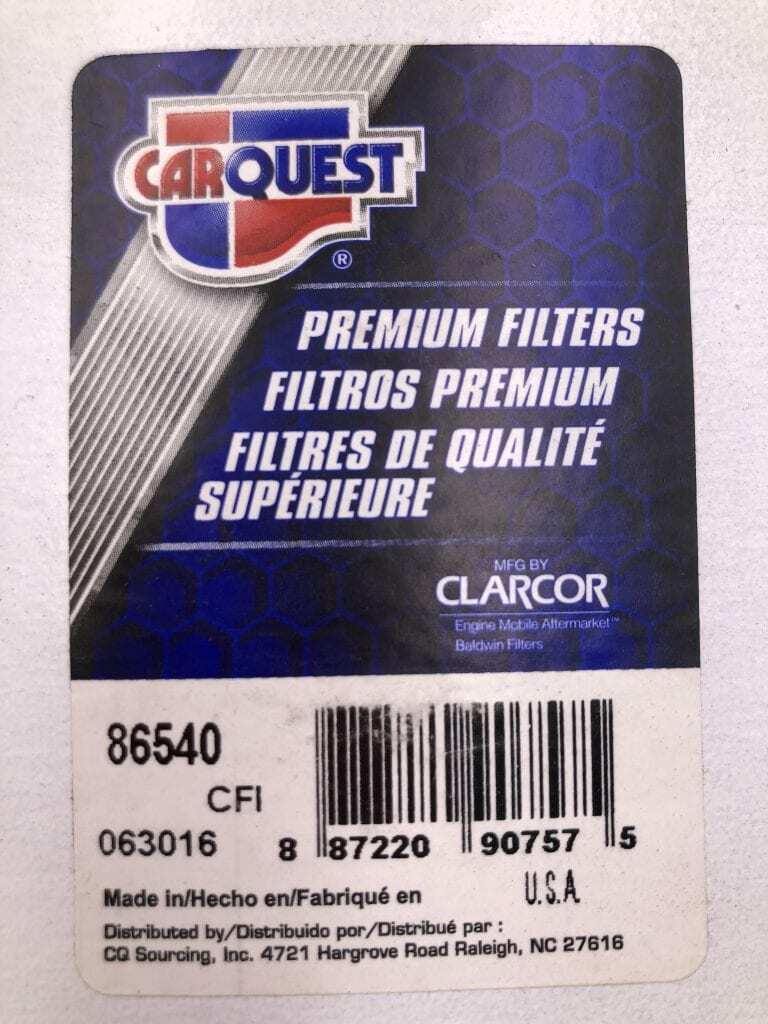 CARQUEST
®
PREMIUM FILTERS
FILTROS PREMIUM
FILTRES DE QUALITÉ
SUPÉRIEURE
MFG BY
CLARCOR
Engine Mobile Aftermarket™
Baldwin Filters
86540
CFI
063016
8 87220 90757 5
Made in/Hecho en/Fabriqué en U.S.A.
Distributed by/Distribuido por/Distribué par :
CQ Sourcing, Inc. 4721 Hargrove Road Raleigh, NC 27616